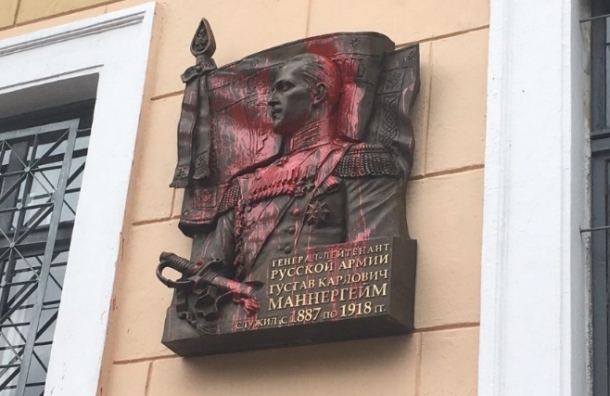 ГЕНЕРАЛ-ЛЕЙТЕНАНТ
РУССКОЙ АРМИИ
ГУСТАВ КАРЛОВИЧ
МАННЕРГЕЙМ
СЛУЖИЛ С 1887 ПО 1918 ГГ.